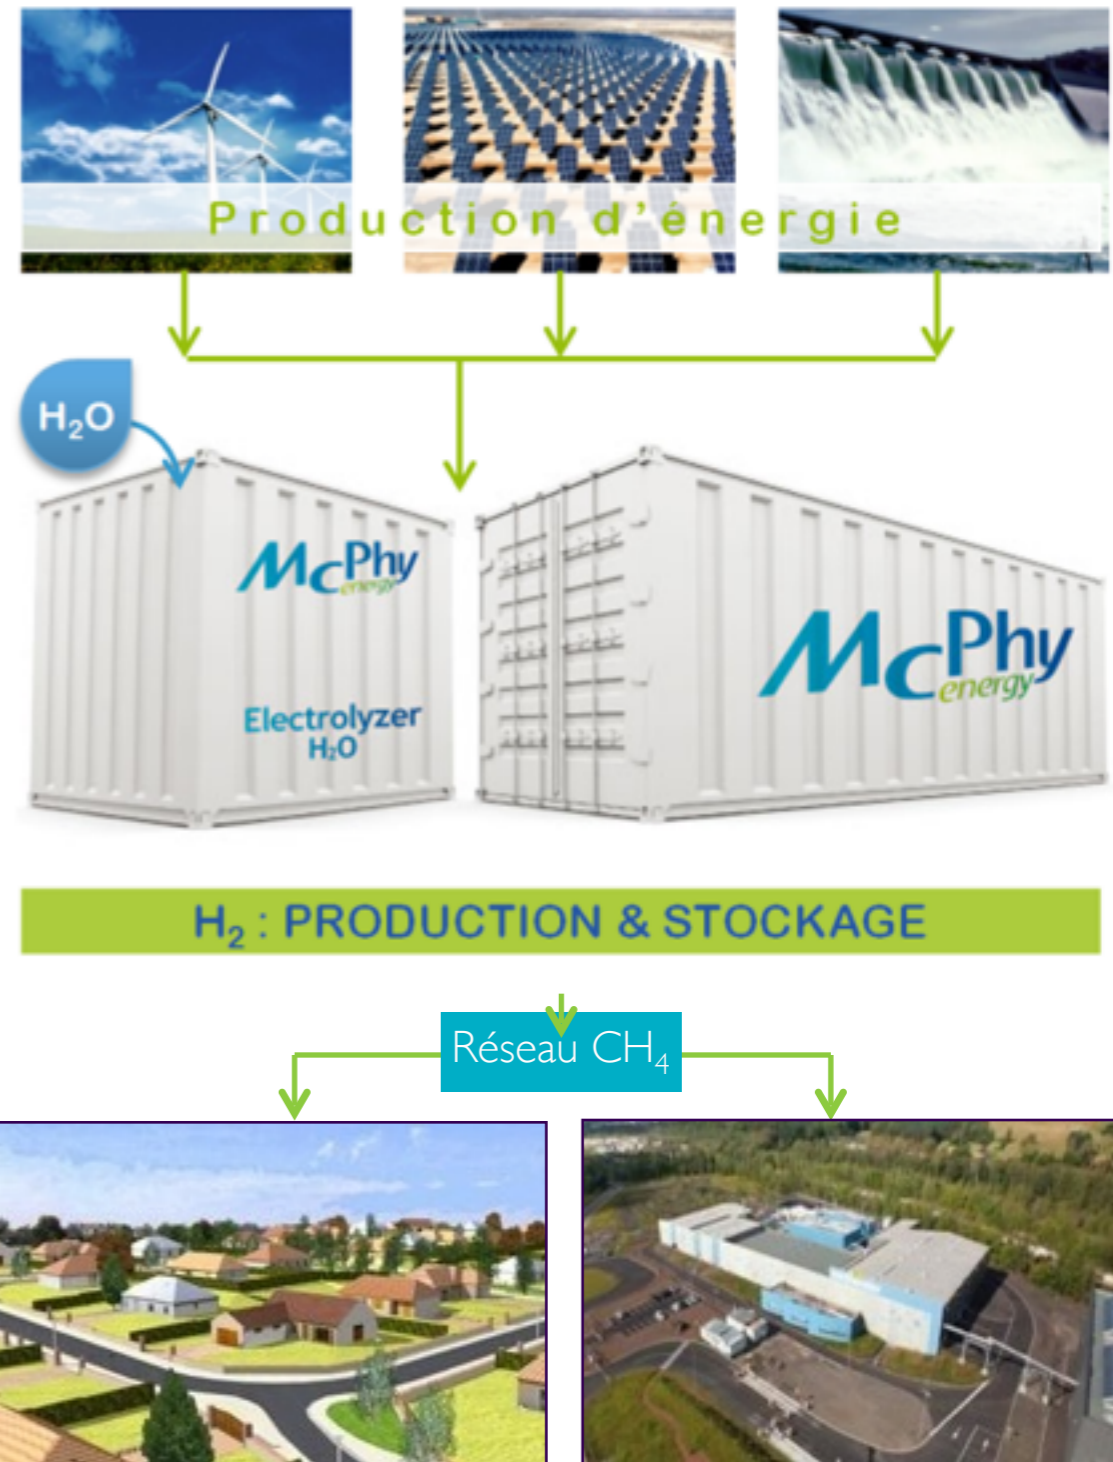 Production d'énergie
H₂O
McPhy
energy
Electrolyzer
H₂O
McPhy
energy
H₂ : PRODUCTION & STOCKAGE
Réseau CH₄